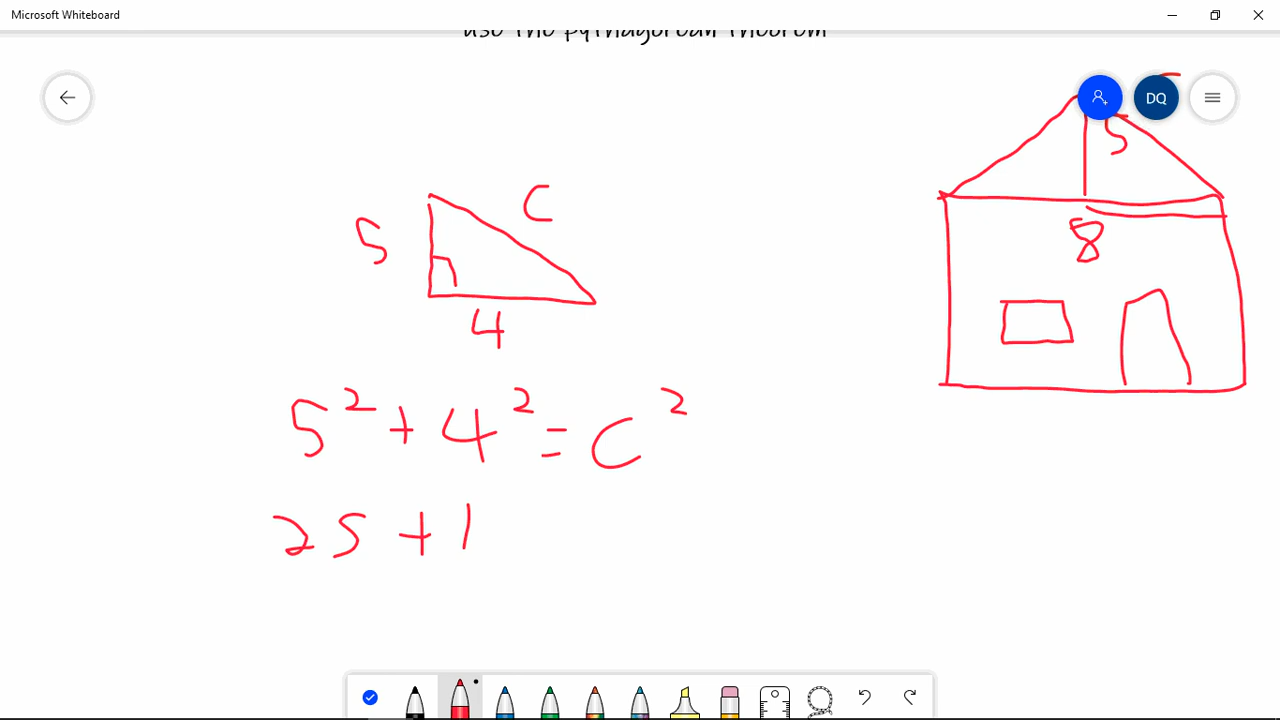 Microsoft Whiteboard
use the pythagorean theorem
DQ
5
C
5
8
4
5² + 4² = c²
25 + 1